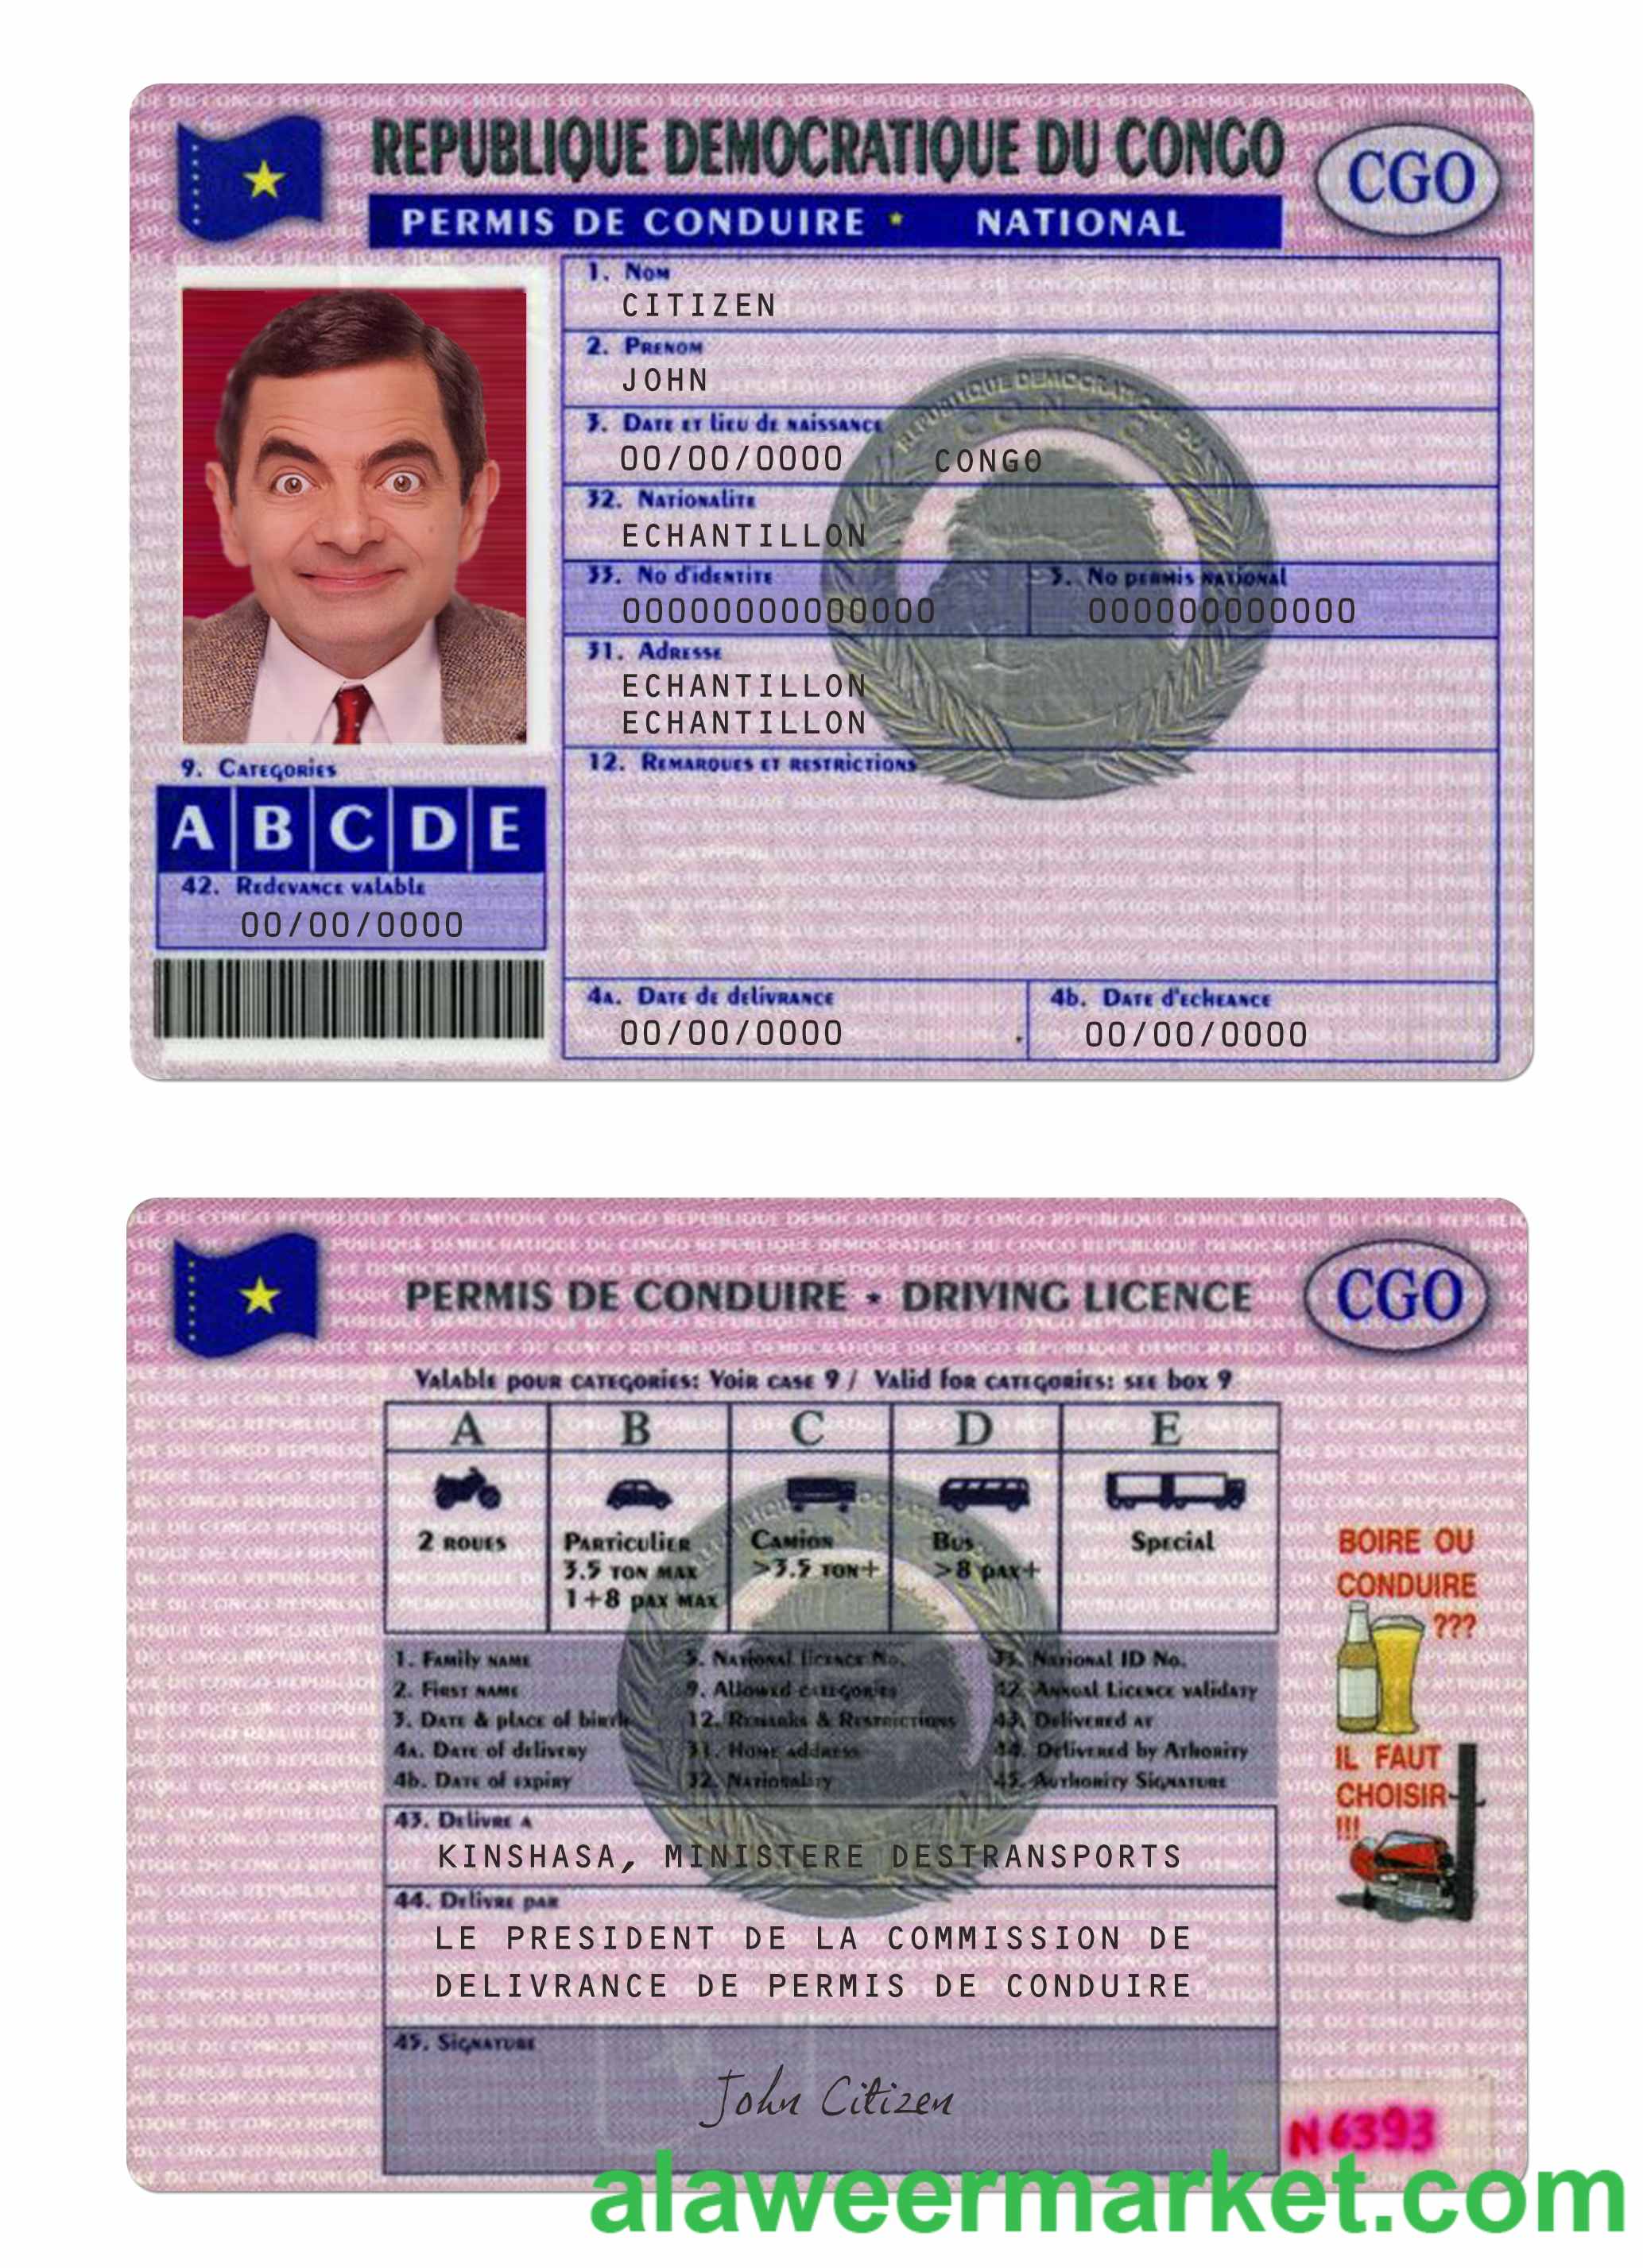 REPUBLIQUE DEMOCRATIQUE DU CONGO
CGO
PERMIS DE CONDUIRE * NATIONAL
1. Nom
CITIZEN
2. Prenom
JOHN
3. Date et lieu de naissance
00/00/0000 CONGO
32. Nationalite
ECHANTILLON
33. No d'identite 5. No permis national
00000000000000 000000000000
31. Adresse
ECHANTILLON
ECHANTILLON
12. Remarques et restrictions
9. Categories
A B C D E
42. Redevance valable
00/00/0000
4a. Date de delivrance 4b. Date d'echeance
00/00/0000 00/00/0000
PERMIS DE CONDUIRE * DRIVING LICENCE
CGO
Valable pour categories: Voir case 9 / Valid for categories: see box 9
A B C D E
2 roues Particulier Camion Bus Special
3.5 ton max >3.5 ton+ >8 pax+
1+8 pax max
1. Family name 5. National licence No. 33. National ID No.
2. First name 9. Allowed categories 42. Annual Licence validaty
3. Date & place of birth 12. Remarks & Restrictions 43. Delivered at
4a. Date of delivery 31. Home address 44. Delivered by Athority
4b. Date of expiry 32. Nationality 45. Authority Signature
43. Delivre a
KINSHASA, MINISTERE DESTRANSPORTS
44. Delivre par
LE PRESIDENT DE LA COMMISSION DE
DELIVRANCE DE PERMIS DE CONDUIRE
45. Signature
John Citizen
BOIRE OU
CONDUIRE
???
IL FAUT
CHOISIR
!!!
N 6393
alaweermarket.com